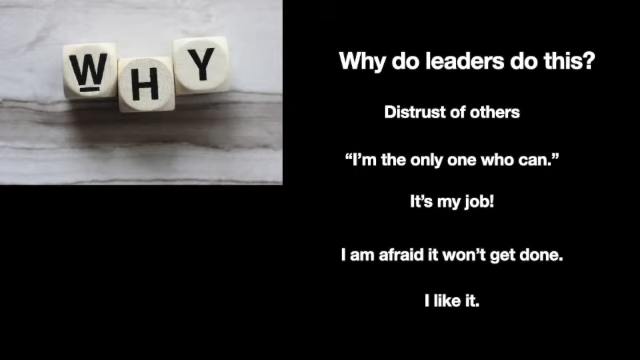 WHY
Why do leaders do this?
Distrust of others
“I’m the only one who can.”
It’s my job!
I am afraid it won’t get done.
I like it.